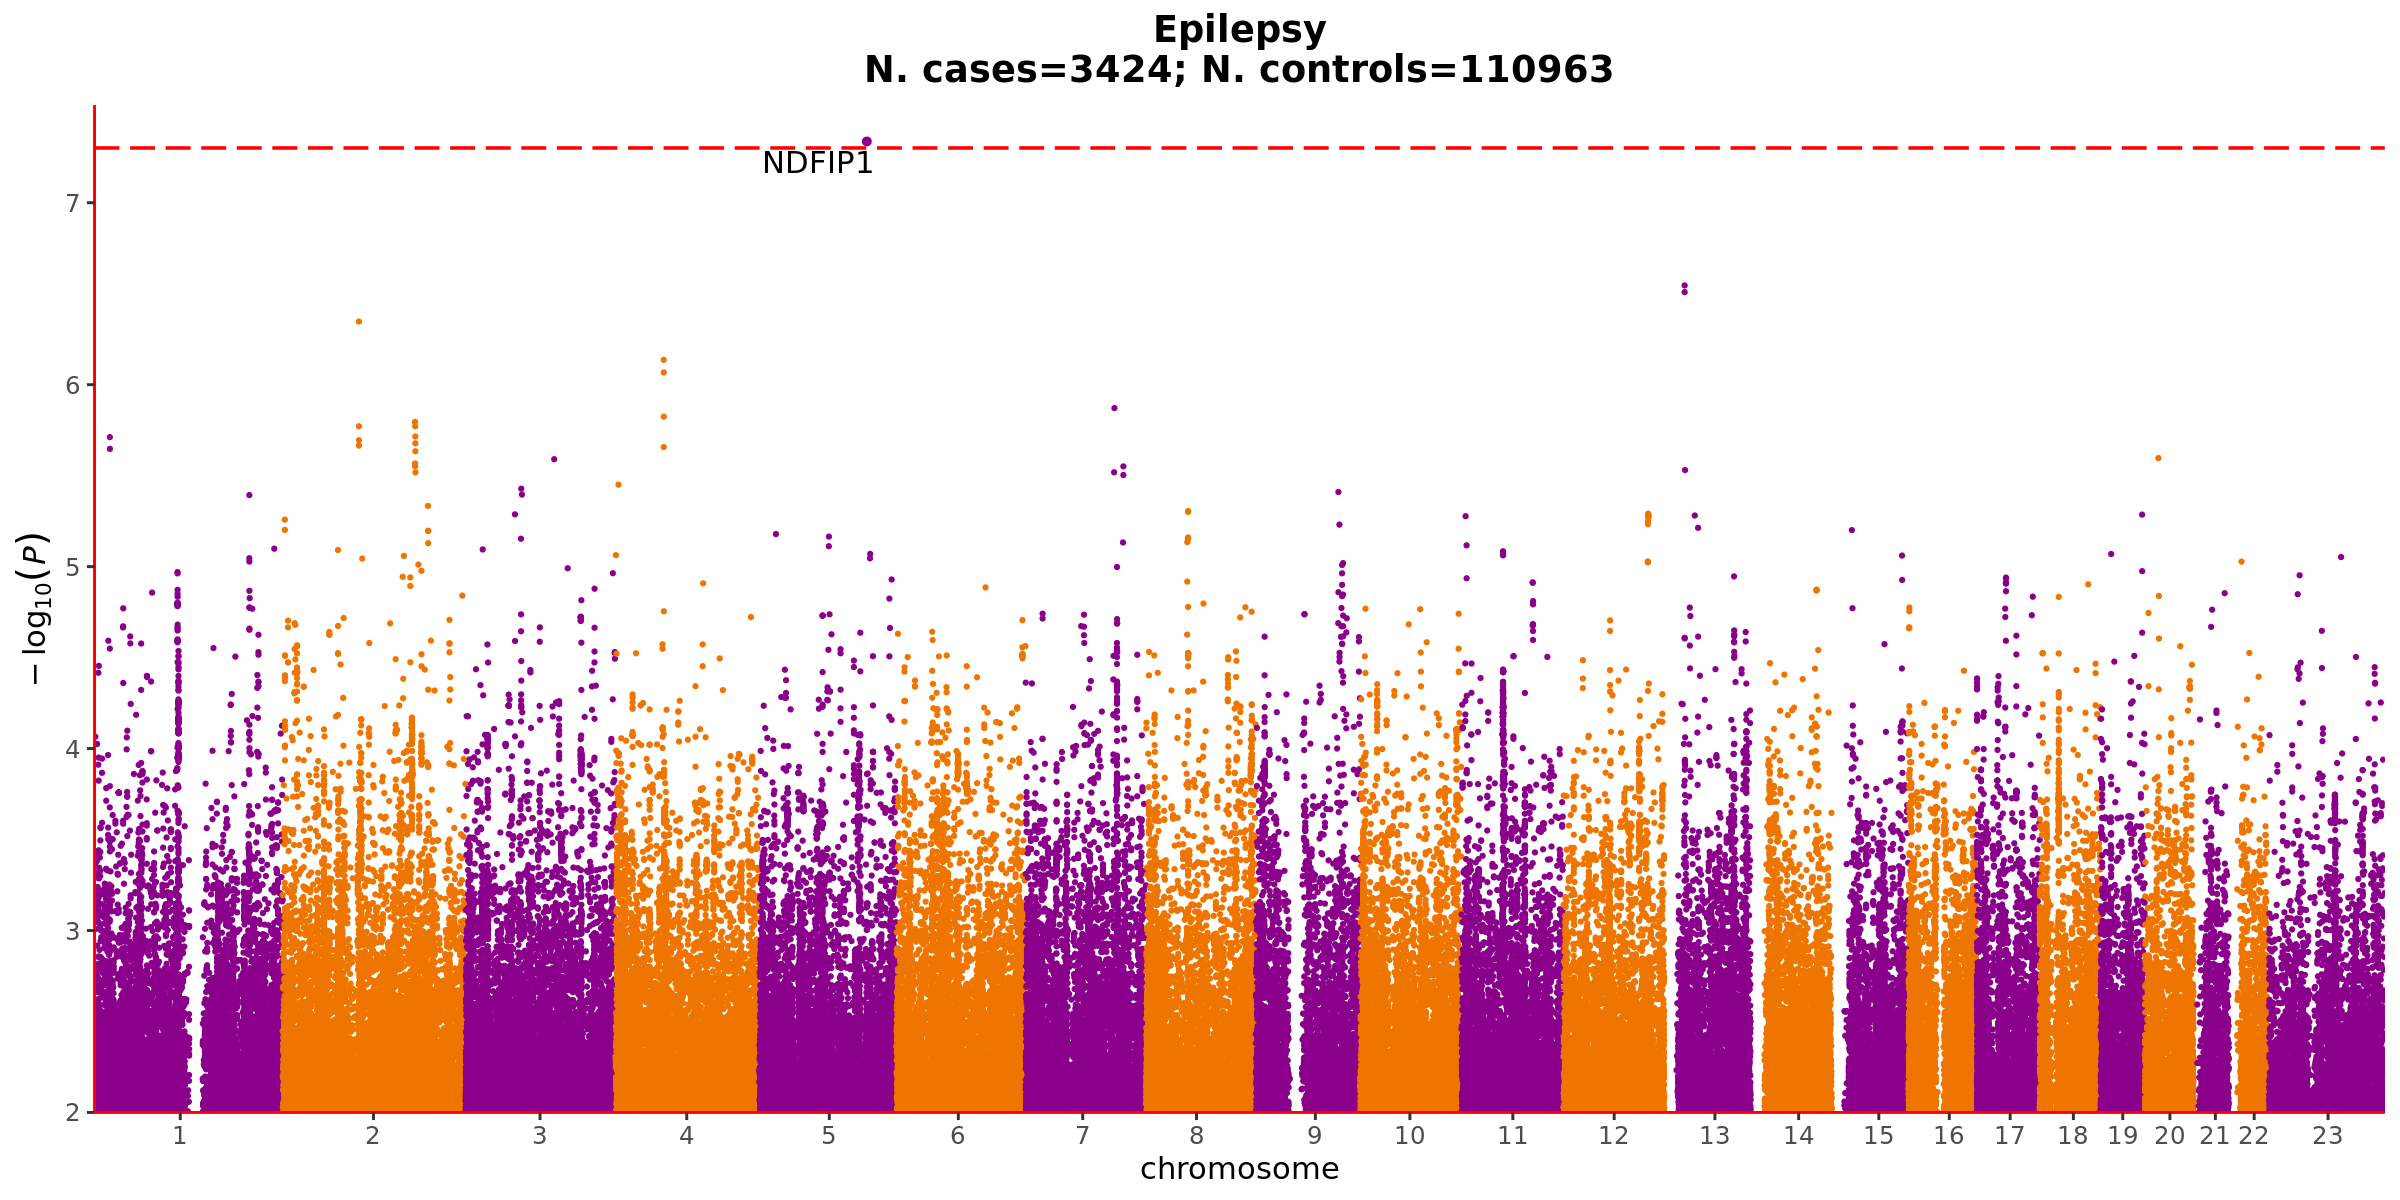 Epilepsy
N. cases=3424; N. controls=110963
NDFIP1
7
6
5
4
3
2
− log10(P)
1 2 3 4 5 6 7 8 9 10 11 12 13 14 15 16 17 18 19 20 21 22 23
chromosome